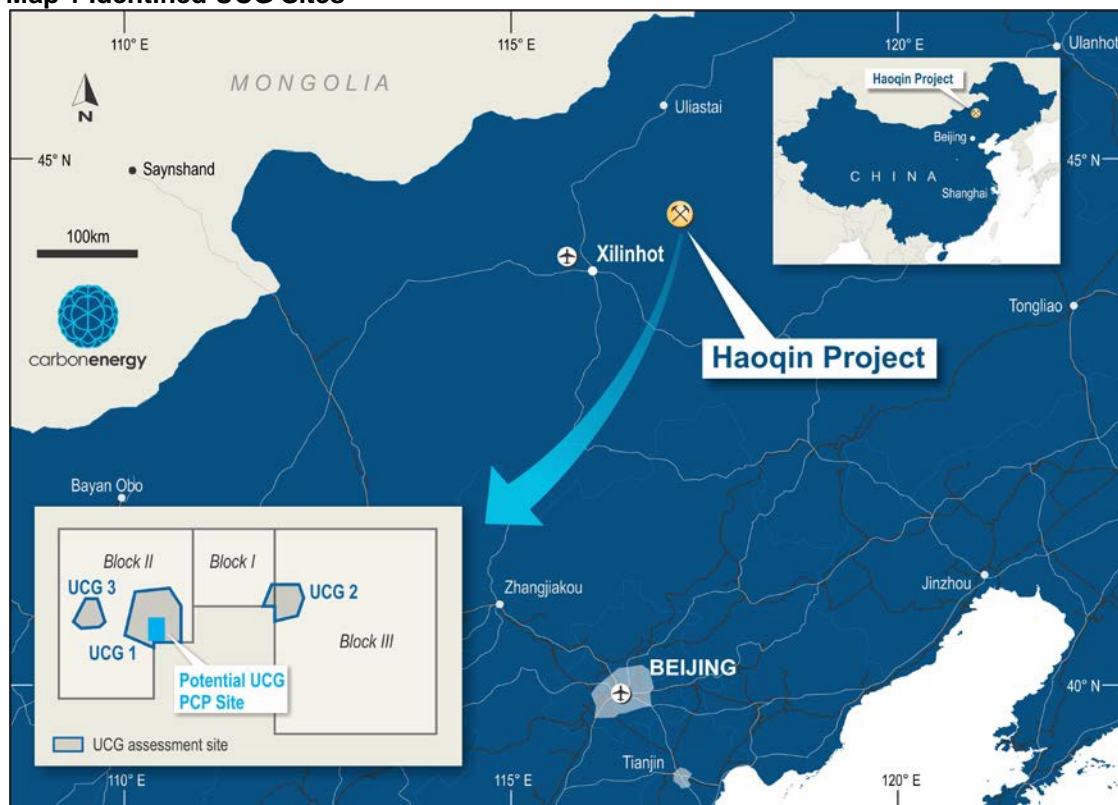 Map 1 Identified UCG Sites
110° E
115° E
120° E
Ulanhot
MONGOLIA
Haoqin Project
Uliastai
N
Beijing
45° N
45° N
Saynshand
CHINA
Shanghai
100km
Xilinhot
Tongliao
carbonenergy
Haoqin Project
Bayan Obo
Block II
Block I
UCG 3
UCG 2
Zhangjiakou
Jinzhou
Block III
UCG 1
Potential UCG
PCP Site
BEIJING
40° N
UCG assessment site
Tianjin
110° E
115° E
120° E